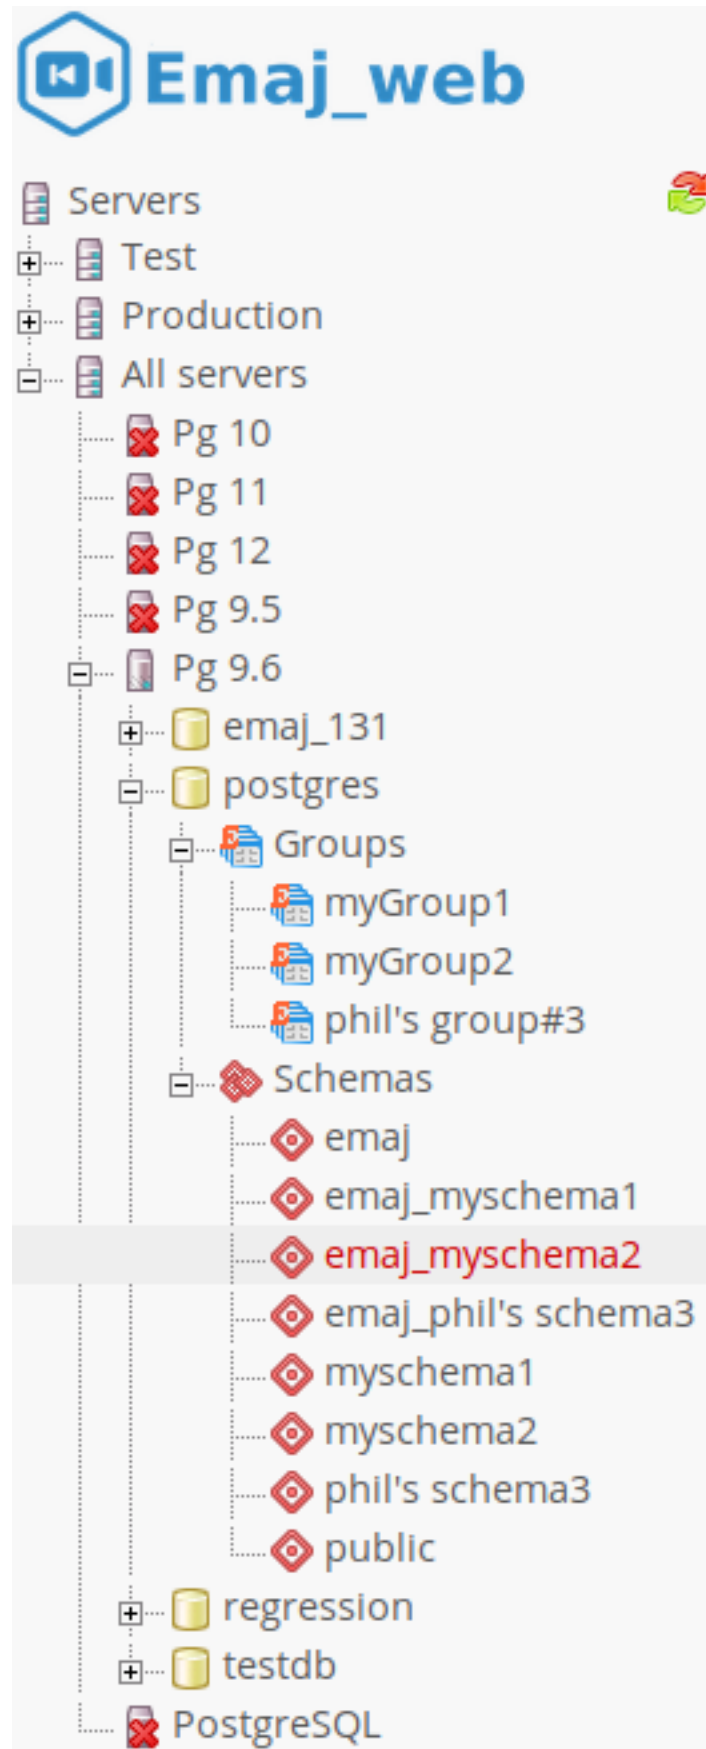 Emaj_web
Servers
Test
Production
All servers
Pg 10
Pg 11
Pg 12
Pg 9.5
Pg 9.6
emaj_131
postgres
Groups
myGroup1
myGroup2
phil's group#3
Schemas
emaj
emaj_myschema1
emaj_myschema2
emaj_phil's schema3
myschema1
myschema2
phil's schema3
public
regression
testdb
PostgreSQL